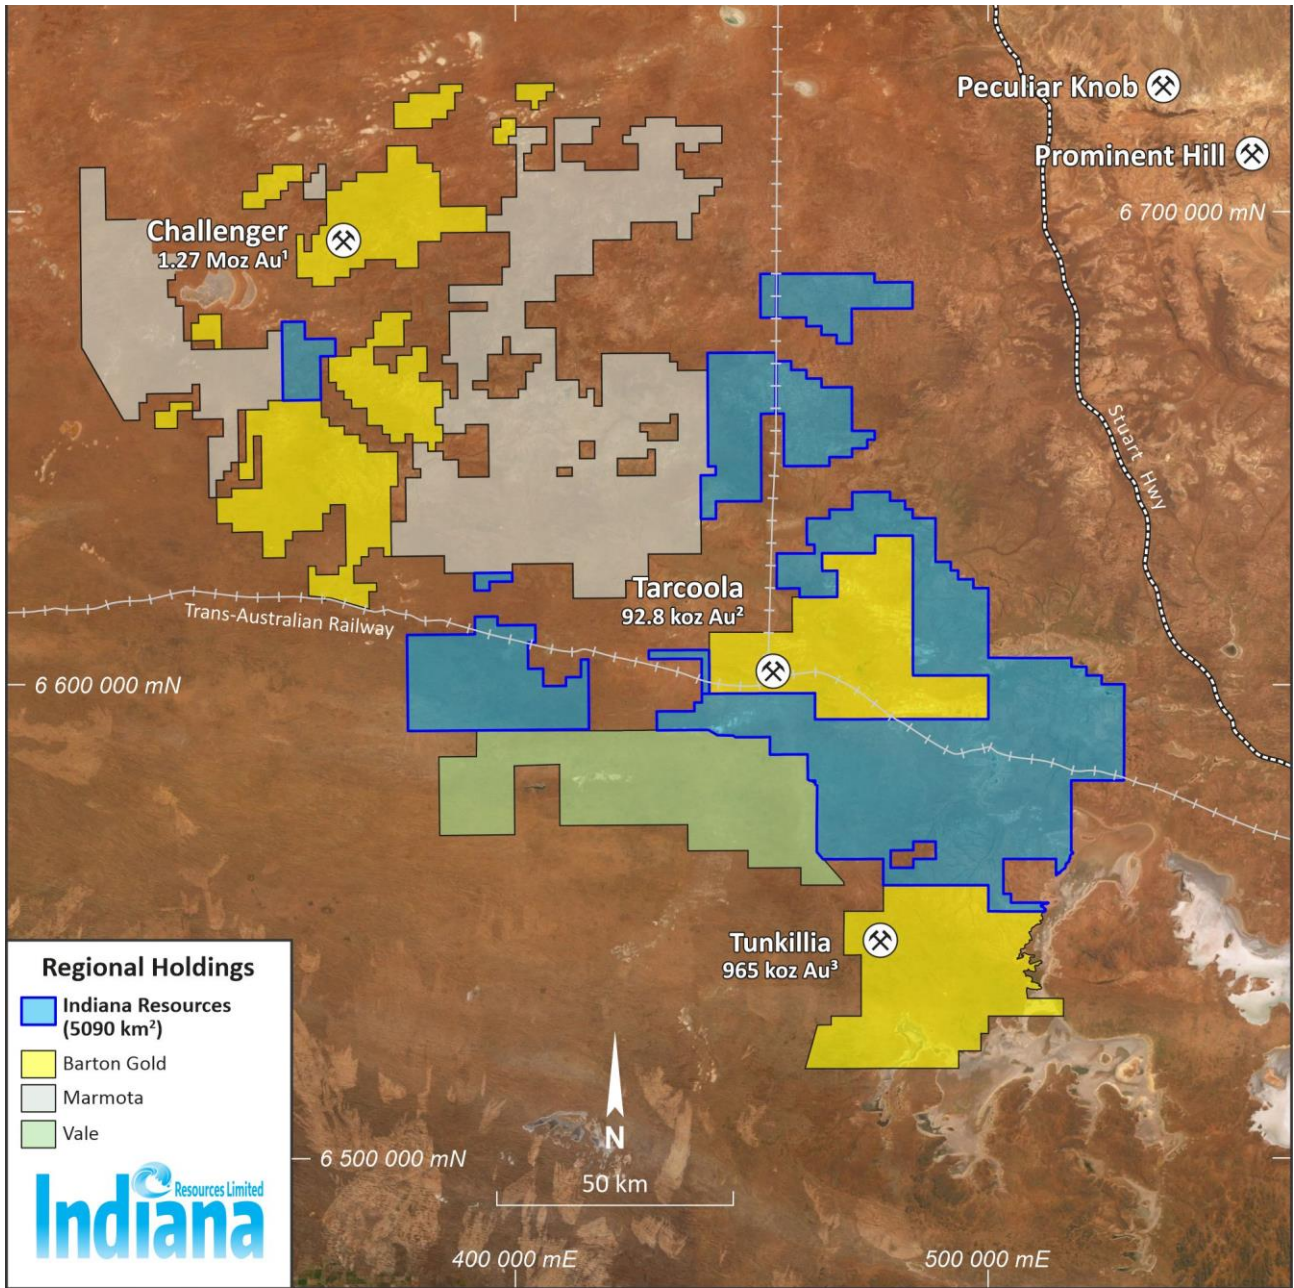 Peculiar Knob
Prominent Hill
6 700 000 mN
Challenger
1.27 Moz Au¹
Stuart Hwy
Tarcoola
92.8 koz Au²
Trans-Australian Railway
6 600 000 mN
Tunkillia
965 koz Au³
Regional Holdings
Indiana Resources
(5090 km²)
Barton Gold
Marmota
Vale
Resources Limited
Indiana
N
6 500 000 mN
50 km
400 000 mE
500 000 mE